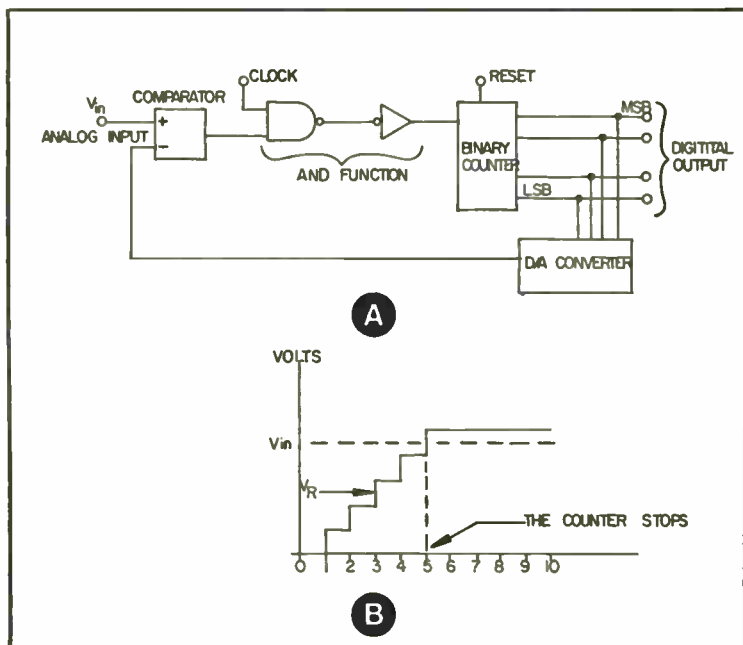 CLOCK
RESET
Vin
COMPARATOR
MSB
+
ANALOG INPUT
−
BINARY
COUNTER
DIGITITAL
OUTPUT
AND FUNCTION
LSB
D/A CONVERTER
A
VOLTS
Vin
VR
THE COUNTER STOPS
0 1 2 3 4 5 6 7 8 9 10
B